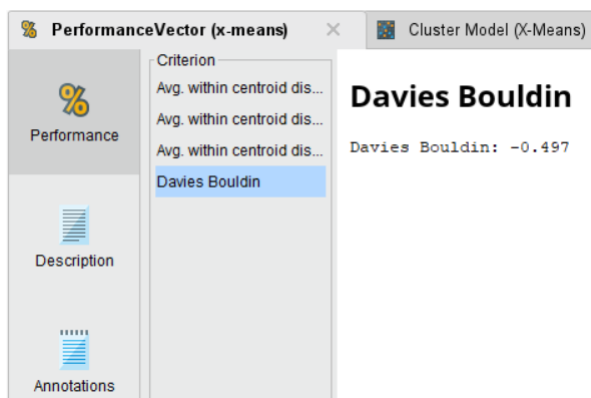 PerformanceVector (x-means)
Cluster Model (X-Means)
Performance
Description
Annotations
Criterion
Avg. within centroid dis...
Avg. within centroid dis...
Avg. within centroid dis...
Davies Bouldin
Davies Bouldin
Davies Bouldin: -0.497